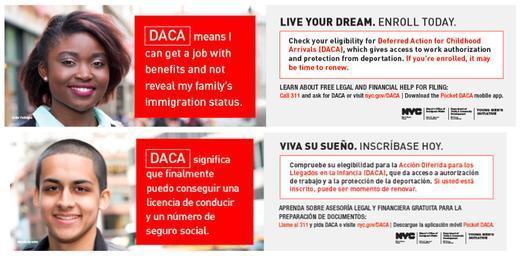 DACA means I
can get a job with
benefits and not
reveal my family's
immigration status.
LIVE YOUR DREAM. ENROLL TODAY.
Check your eligibility for Deferred Action for Childhood
Arrivals (DACA), which gives access to work authorization
and protection from deportation. If you're enrolled, it may
be time to renew.
LEARN ABOUT FREE LEGAL AND FINANCIAL HELP FOR FILING:
Call 311 and ask for DACA or visit nyc.gov/DACA | Download the Pocket DACA mobile app.
NYC
YOUNG MEN'S
INITIATIVE
DACA significa
que finalmente
puedo conseguir una
licencia de conducir
y un número de
seguro social.
VIVA SU SUEÑO. INSCRÍBASE HOY.
Compruebe su elegibilidad para la Acción Diferida para los
Llegados en la Infancia (DACA), que da acceso a autorización
de trabajo y a la protección de la deportación. Si usted está
inscrito, puede ser momento de renovar.
APRENDA SOBRE ASESORÍA LEGAL Y FINANCIERA GRATUITA PARA LA
PREPARACIÓN DE DOCUMENTOS:
Llame al 311 y pida DACA o visite nyc.gov/DACA | Descargue la aplicación móvil Pocket DACA.
NYC
YOUNG MEN'S
INITIATIVE